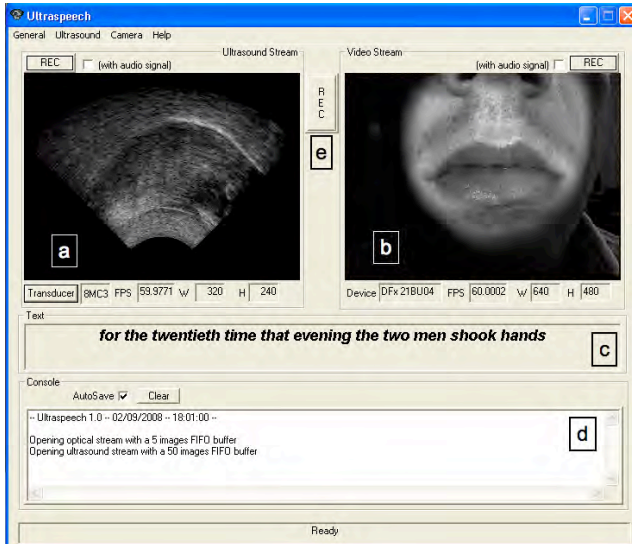 Ultraspeech
General Ultrasound Camera Help
Ultrasound Stream
REC (with audio signal)
a
Transducer 8MC3 FPS 59.9771 W 320 H 240
REC
e
Video Stream
(with audio signal) REC
b
Device DFx 21BU04 FPS 60.0002 W 640 H 480
Text
for the twentieth time that evening the two men shook hands
c
Console
AutoSave Clear
-- Ultraspeech 1.0 -- 02/09/2008 -- 18:01:00 --
Opening optical stream with a 5 images FIFO buffer
Opening ultrasound stream with a 50 images FIFO buffer
d
Ready